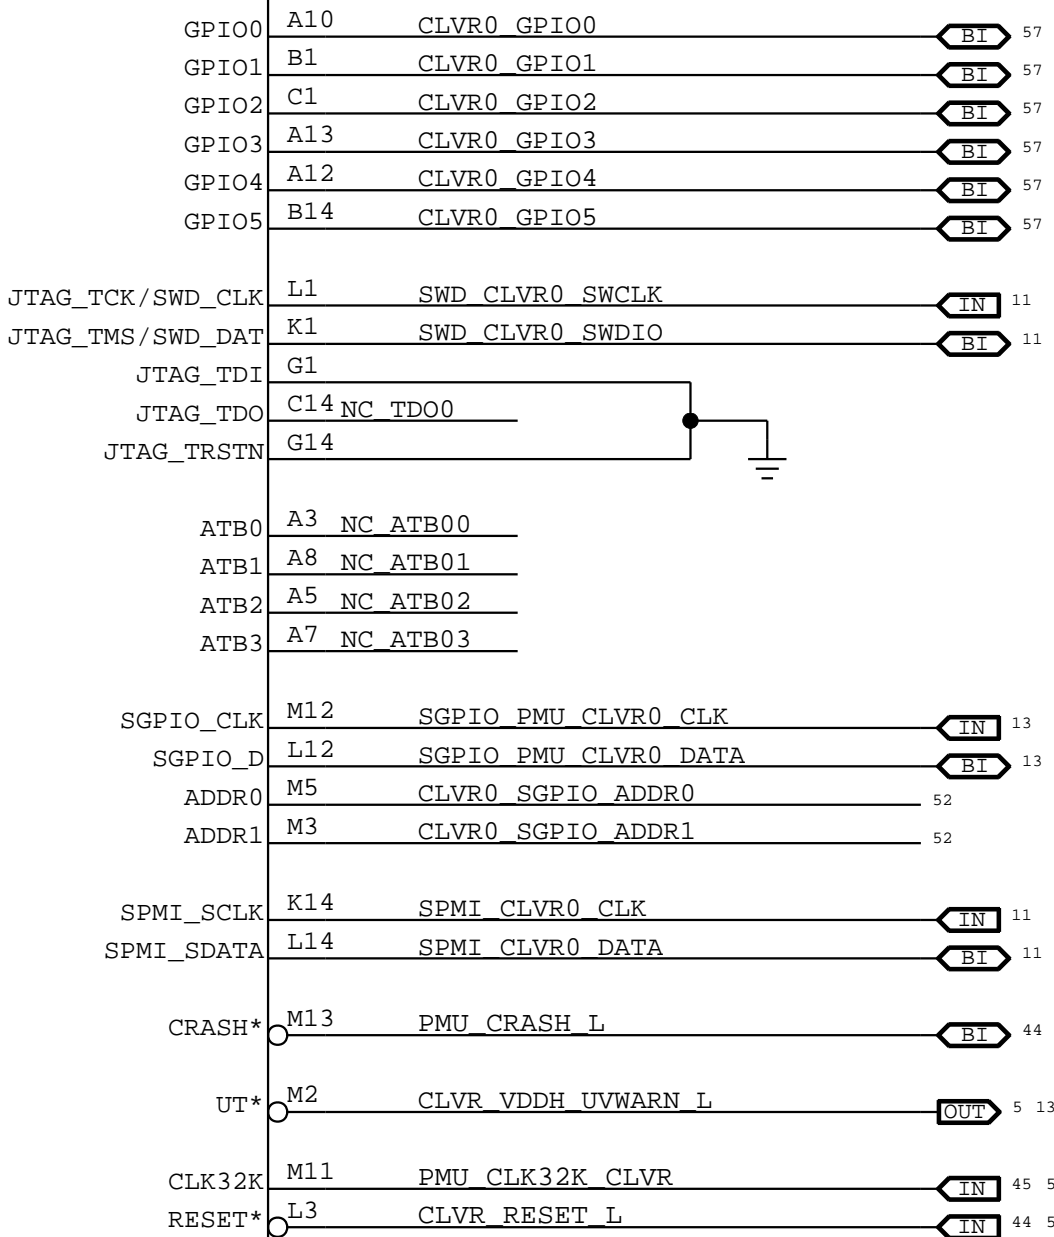 GPIO0 A10 CLVR0_GPIO0 BI 57
GPIO1 B1 CLVR0_GPIO1 BI 57
GPIO2 C1 CLVR0_GPIO2 BI 57
GPIO3 A13 CLVR0_GPIO3 BI 57
GPIO4 A12 CLVR0_GPIO4 BI 57
GPIO5 B14 CLVR0_GPIO5 BI 57
JTAG_TCK/SWD_CLK L1 SWD_CLVR0_SWCLK IN 11
JTAG_TMS/SWD_DAT K1 SWD_CLVR0_SWDIO BI 11
JTAG_TDI G1
JTAG_TDO C14 NC_TDO0
JTAG_TRSTN G14
ATB0 A3 NC_ATB00
ATB1 A8 NC_ATB01
ATB2 A5 NC_ATB02
ATB3 A7 NC_ATB03
SGPIO_CLK M12 SGPIO_PMU_CLVR0_CLK IN 13
SGPIO_D L12 SGPIO_PMU_CLVR0_DATA BI 13
ADDR0 M5 CLVR0_SGPIO_ADDR0 52
ADDR1 M3 CLVR0_SGPIO_ADDR1 52
SPMI_SCLK K14 SPMI_CLVR0_CLK IN 11
SPMI_SDATA L14 SPMI_CLVR0_DATA BI 11
CRASH* M13 PMU_CRASH_L BI 44
UT* M2 CLVR_VDDH_UVWARN_L OUT 5 13
CLK32K M11 PMU_CLK32K_CLVR IN 45 5
RESET* L3 CLVR_RESET_L IN 44 5